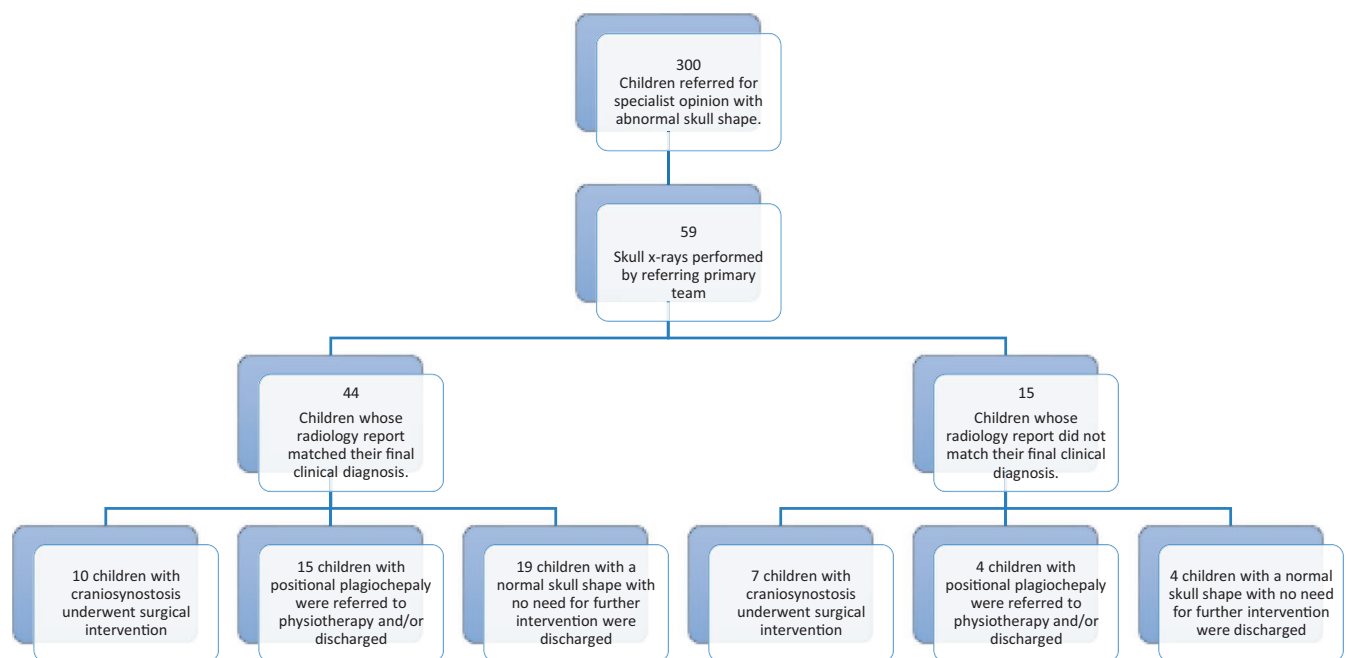 300
Children referred for
specialist opinion with
abnormal skull shape.
59
Skull x-rays performed
by referring primary
team
44
Children whose
radiology report
matched their final
clinical diagnosis.
15
Children whose
radiology report did not
match their final clinical
diagnosis.
10 children with
craniosynostosis
underwent surgical
intervention
15 children with
positional plagiochepaly
were referred to
physiotherapy and/or
discharged
19 children with a
normal skull shape with
no need for further
intervention were
discharged
7 children with
craniosynostosis
underwent surgical
intervention
4 children with
positional plagiochepaly
were referred to
physiotherapy and/or
discharged
4 children with a normal
skull shape with no need
for further intervention
were discharged